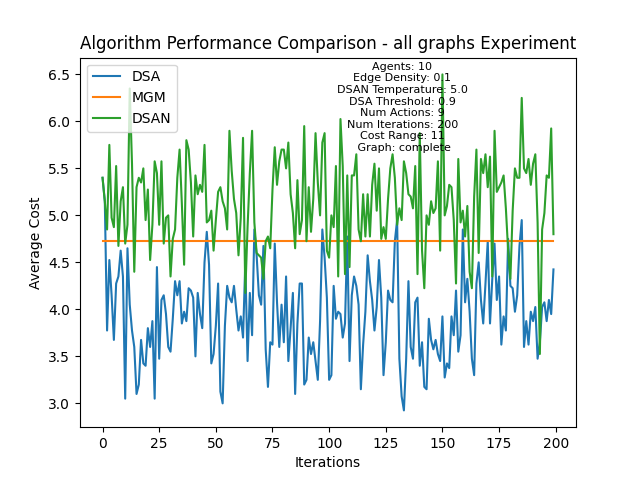 Algorithm Performance Comparison - all graphs Experiment
DSA
MGM
DSAN
Agents: 10
Edge Density: 0.1
DSAN Temperature: 5.0
DSA Threshold: 0.9
Num Actions: 9
Num Iterations: 200
Cost Range: 11
Graph: complete
Average Cost
6.5
6.0
5.5
5.0
4.5
4.0
3.5
3.0
0 25 50 75 100 125 150 175 200
Iterations